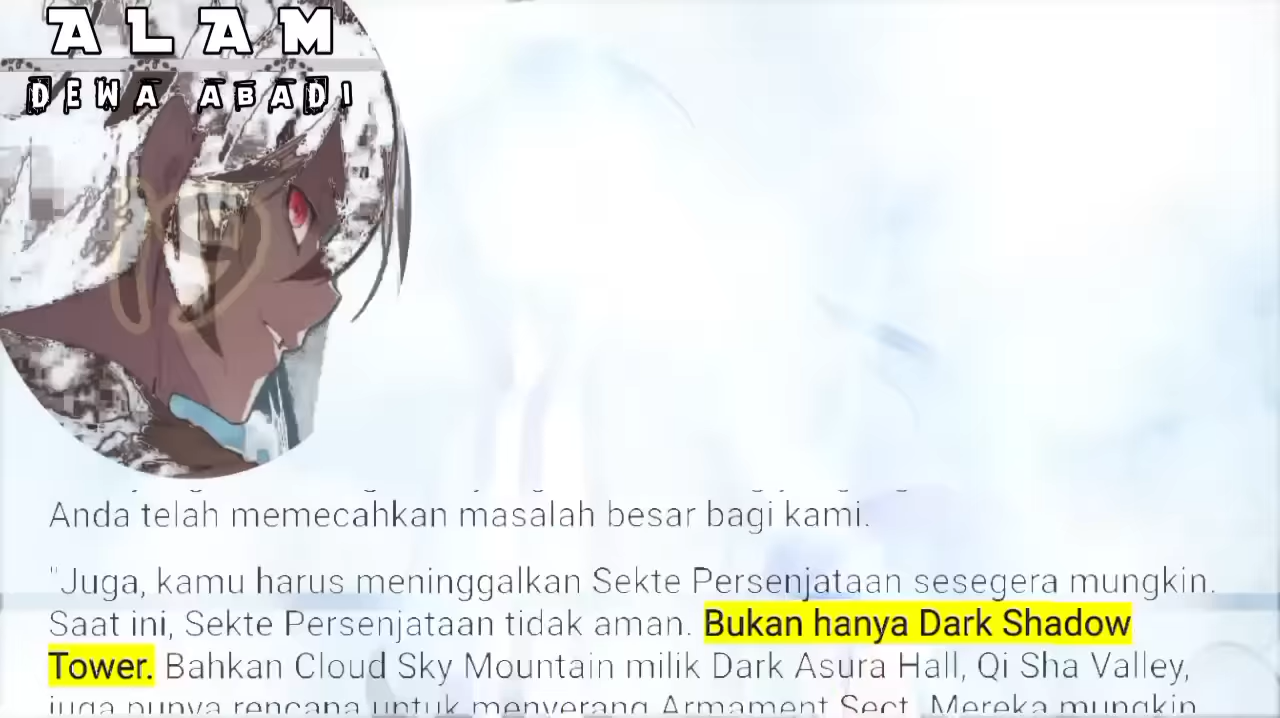 ALAM
DEWA ABADI
Anda telah memecahkan masalah besar bagi kami.
"Juga, kamu harus meninggalkan Sekte Persenjataan sesegera mungkin.
Saat ini, Sekte Persenjataan tidak aman. Bukan hanya Dark Shadow
Tower. Bahkan Cloud Sky Mountain milik Dark Asura Hall, Qi Sha Valley,
juga punya rencana untuk menyerang Armament Sect. Mereka mungkin